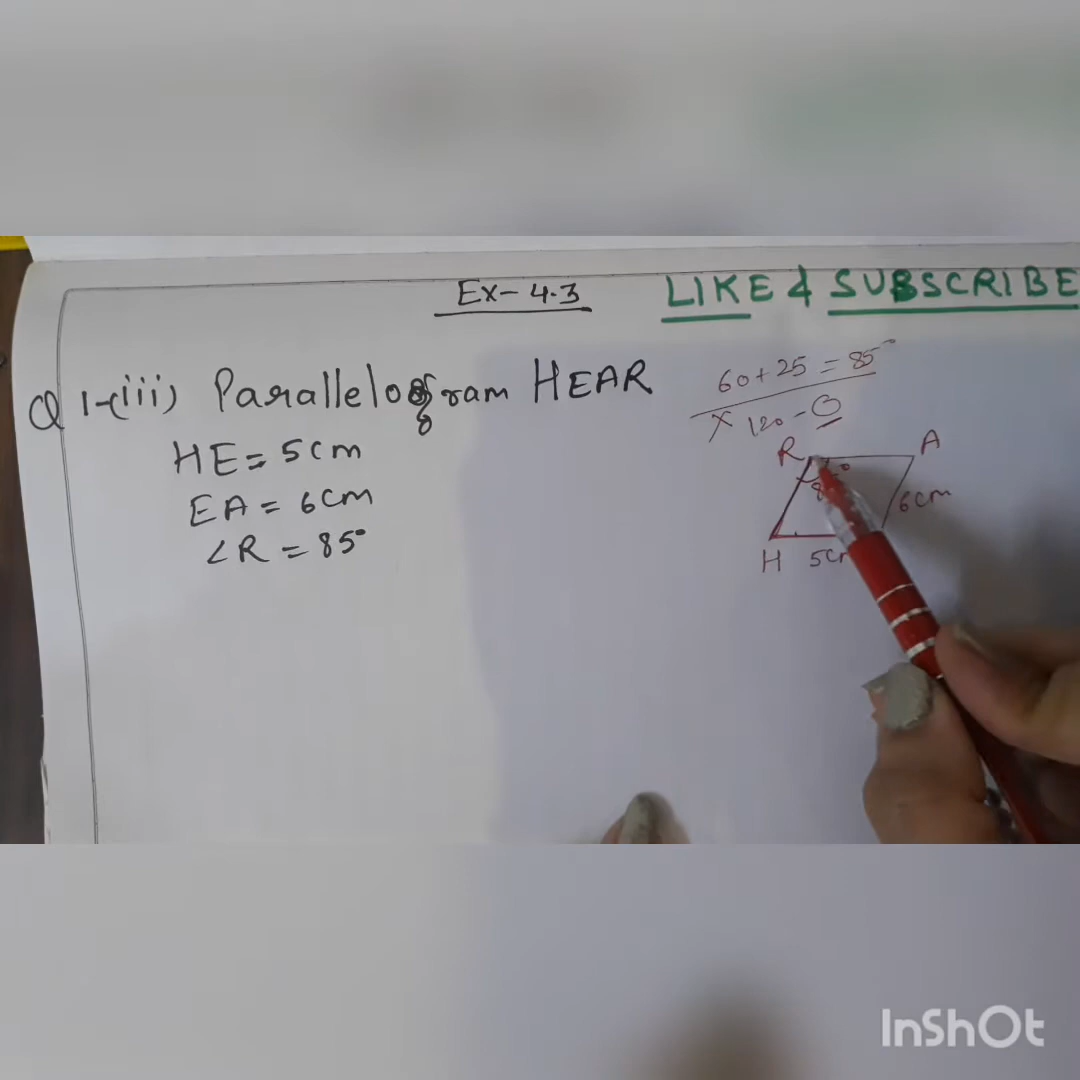 Ex- 4.3
LIKE & SUBSCRIBE
Q 1-(iii) Parallelogram HEAR
60+25 = 85°
HE = 5cm
x 120 -
R
A
EA = 6cm
6cm
∠R = 85°
H
InShOt